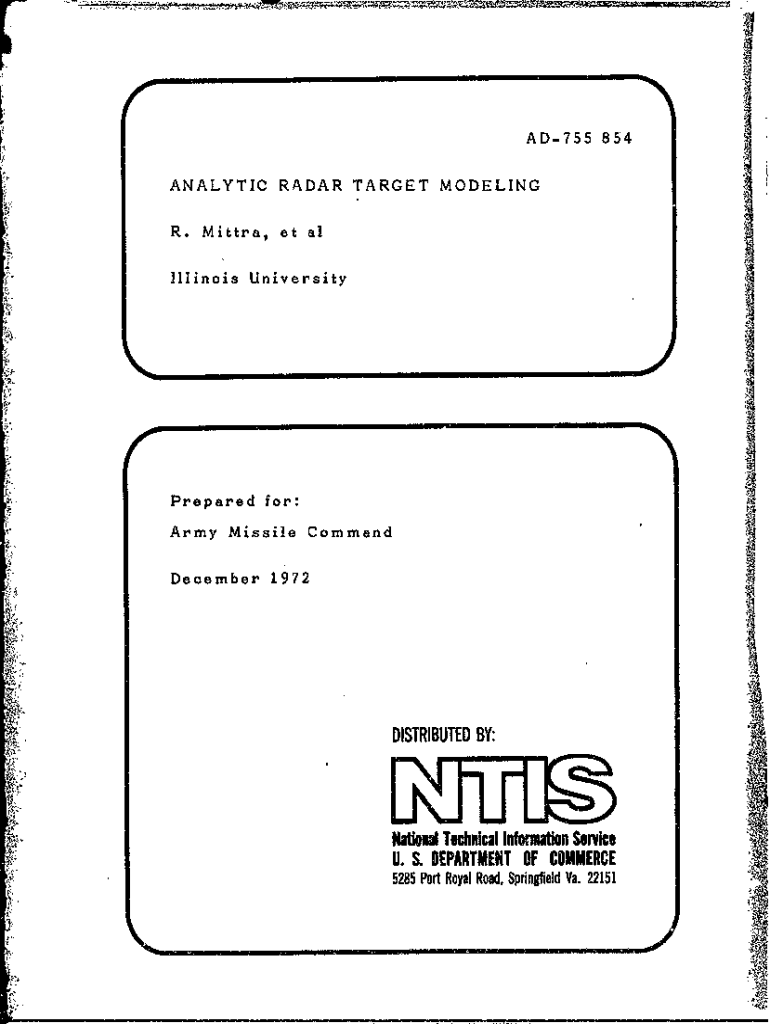 AD-755 854
ANALYTIC RADAR TARGET MODELING
R. Mittra, et al
Illinois University
Prepared for:
Army Missile Command
December 1972
DISTRIBUTED BY:
NTIS
National Technical Information Service
U. S. DEPARTMENT OF COMMERCE
5285 Port Royal Road, Springfield Va. 22151